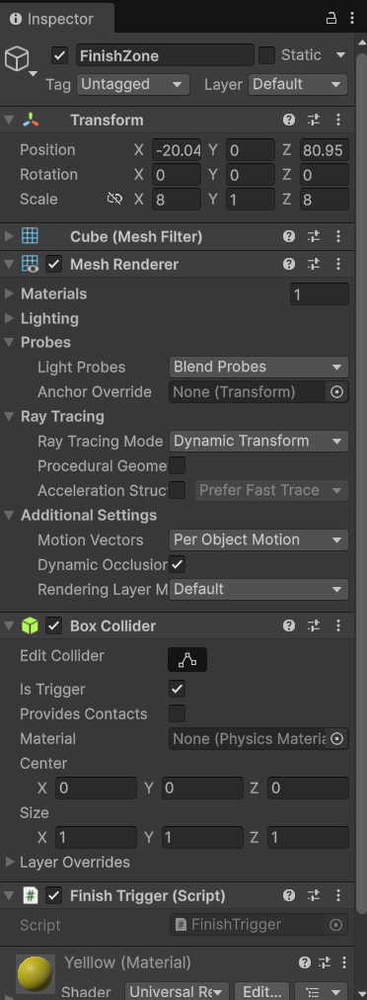 Inspector
FinishZone Static
Tag Untagged Layer Default
Transform
Position X -20.04 Y 0 Z 80.95
Rotation X 0 Y 0 Z 0
Scale X 8 Y 1 Z 8
Cube (Mesh Filter)
Mesh Renderer
Materials 1
Lighting
Probes
Light Probes Blend Probes
Anchor Override None (Transform)
Ray Tracing
Ray Tracing Mode Dynamic Transform
Procedural Geome
Acceleration Struc Prefer Fast Trace
Additional Settings
Motion Vectors Per Object Motion
Dynamic Occlusion
Rendering Layer M Default
Box Collider
Edit Collider
Is Trigger
Provides Contacts
Material None (Physics Materia
Center
X 0 Y 0 Z 0
Size
X 1 Y 1 Z 1
Layer Overrides
Finish Trigger (Script)
Script FinishTrigger
Yelllow (Material)
Shader Universal Re Edit...